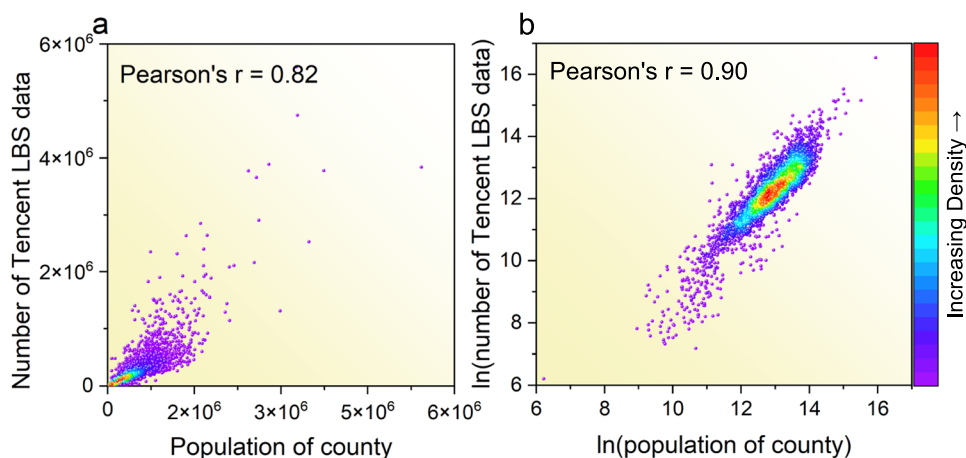 a
b
6×10⁶
4×10⁶
2×10⁶
0
Number of Tencent LBS data
Pearson's r = 0.82
0
2×10⁶
3×10⁶
5×10⁶
6×10⁶
Population of county
16
14
12
10
8
6
ln(number of Tencent LBS data)
Pearson's r = 0.90
6
8
10
12
14
16
ln(population of county)
Increasing Density →